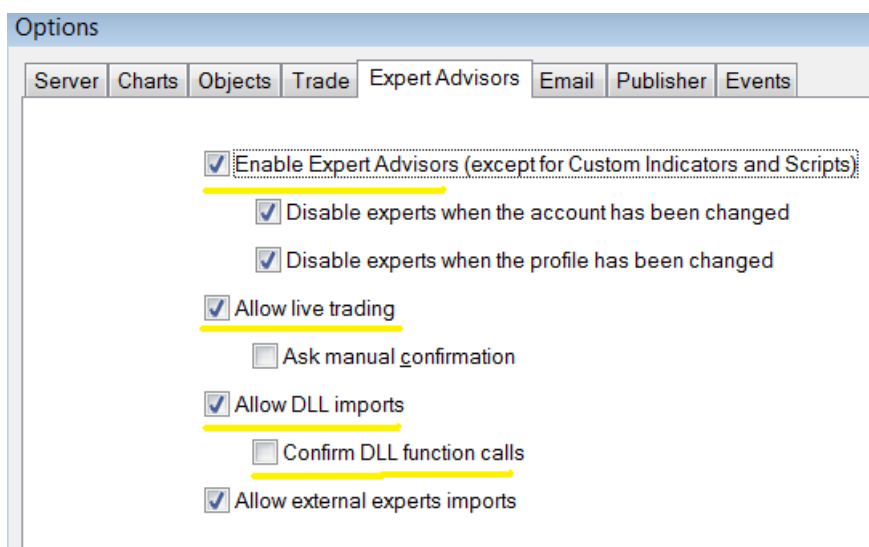 Options
Server Charts Objects Trade Expert Advisors Email Publisher Events
Enable Expert Advisors (except for Custom Indicators and Scripts)
Disable experts when the account has been changed
Disable experts when the profile has been changed
Allow live trading
Ask manual confirmation
Allow DLL imports
Confirm DLL function calls
Allow external experts imports